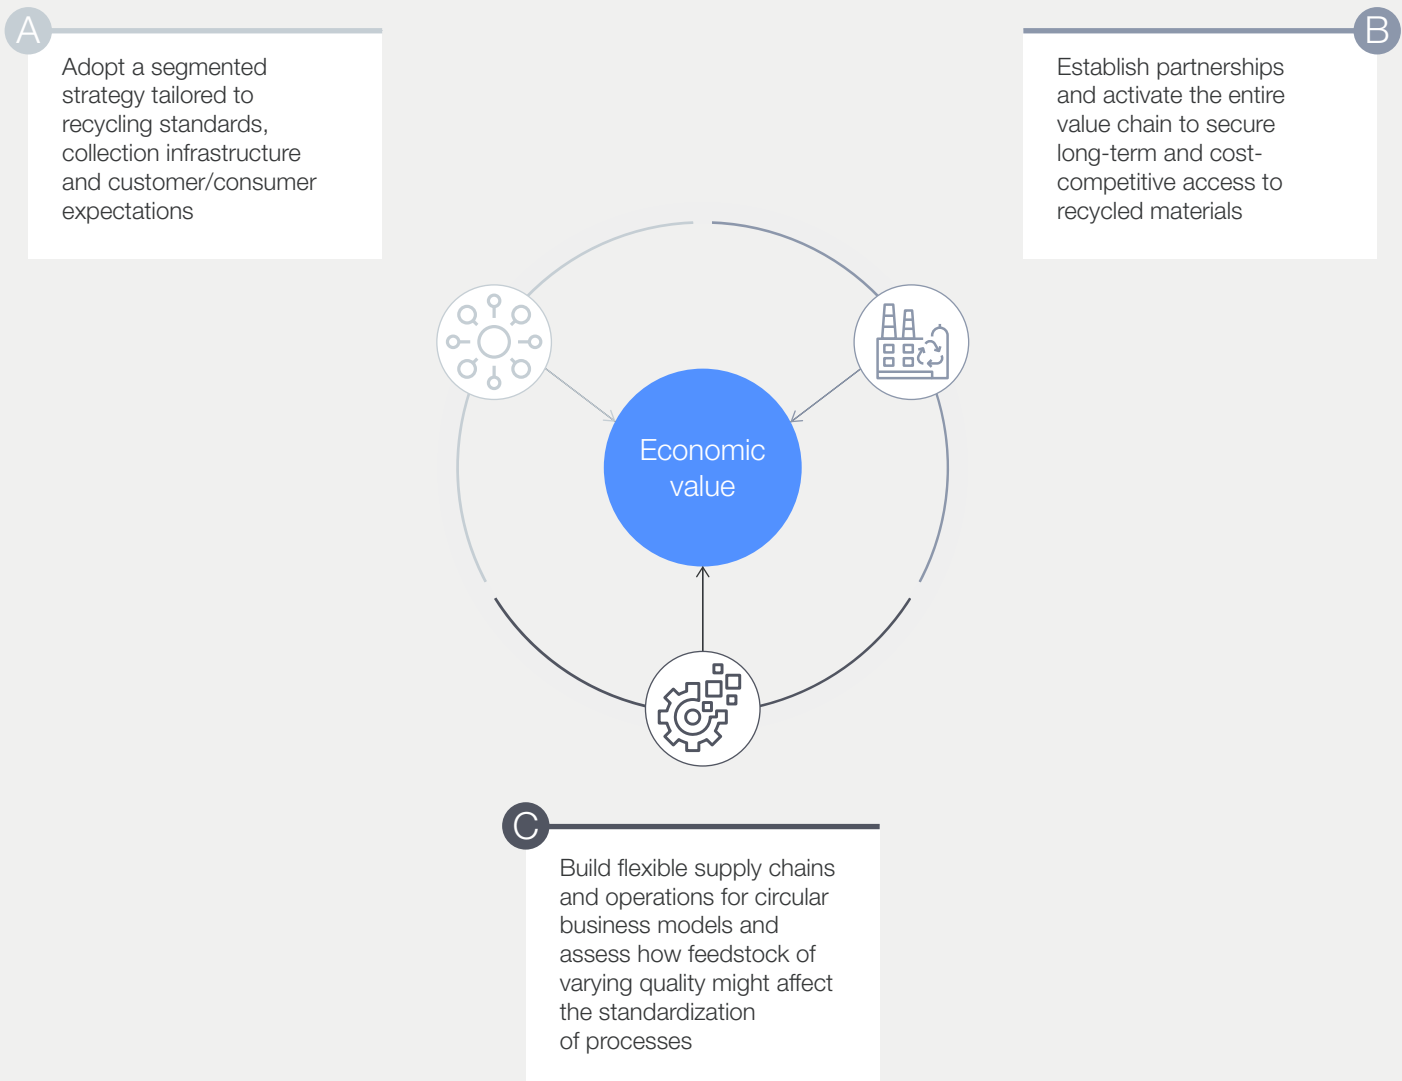 A
Adopt a segmented
strategy tailored to
recycling standards,
collection infrastructure
and customer/consumer
expectations
B
Establish partnerships
and activate the entire
value chain to secure
long-term and cost-
competitive access to
recycled materials
Economic
value
C
Build flexible supply chains
and operations for circular
business models and
assess how feedstock of
varying quality might affect
the standardization
of processes